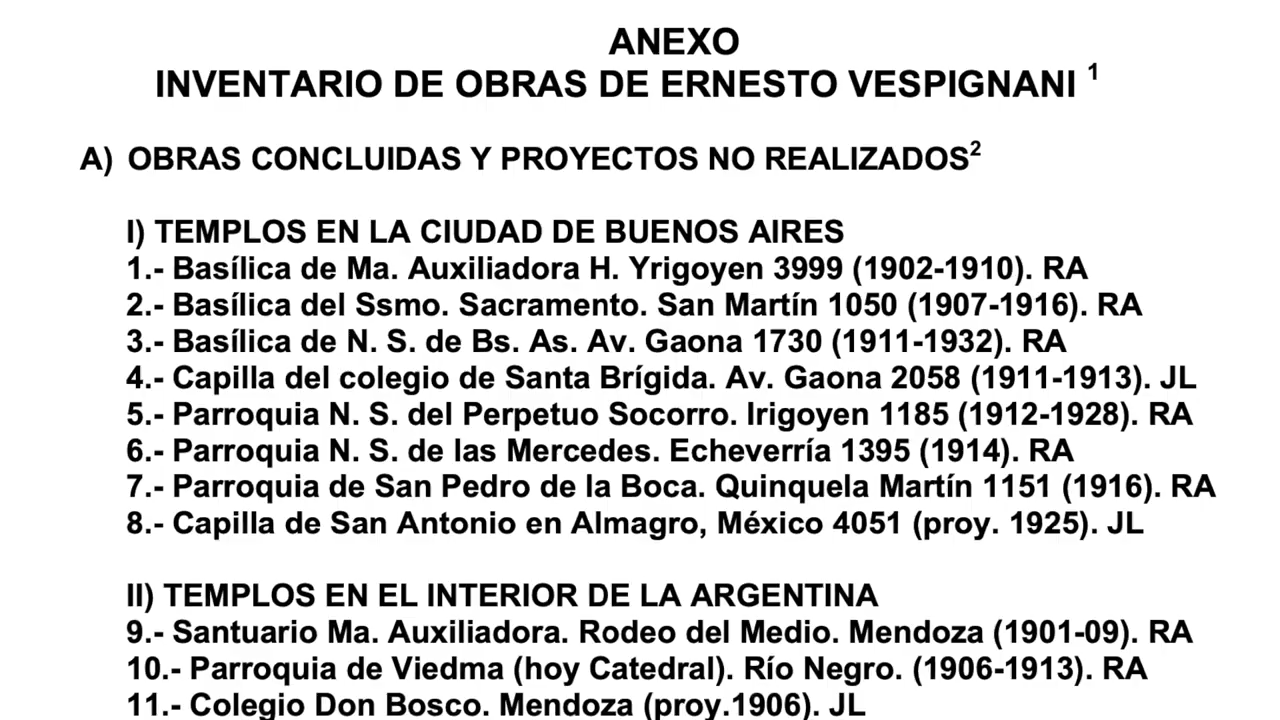 ANEXO
INVENTARIO DE OBRAS DE ERNESTO VESPIGNANI ¹
A) OBRAS CONCLUIDAS Y PROYECTOS NO REALIZADOS²
I) TEMPLOS EN LA CIUDAD DE BUENOS AIRES
1.- Basílica de Ma. Auxiliadora H. Yrigoyen 3999 (1902-1910). RA
2.- Basílica del Ssmo. Sacramento. San Martín 1050 (1907-1916). RA
3.- Basílica de N. S. de Bs. As. Av. Gaona 1730 (1911-1932). RA
4.- Capilla del colegio de Santa Brígida. Av. Gaona 2058 (1911-1913). JL
5.- Parroquia N. S. del Perpetuo Socorro. Irigoyen 1185 (1912-1928). RA
6.- Parroquia N. S. de las Mercedes. Echeverría 1395 (1914). RA
7.- Parroquia de San Pedro de la Boca. Quinquela Martín 1151 (1916). RA
8.- Capilla de San Antonio en Almagro, México 4051 (proy. 1925). JL
II) TEMPLOS EN EL INTERIOR DE LA ARGENTINA
9.- Santuario Ma. Auxiliadora. Rodeo del Medio. Mendoza (1901-09). RA
10.- Parroquia de Viedma (hoy Catedral). Río Negro. (1906-1913). RA
11.- Colegio Don Bosco. Mendoza (proy.1906). JL